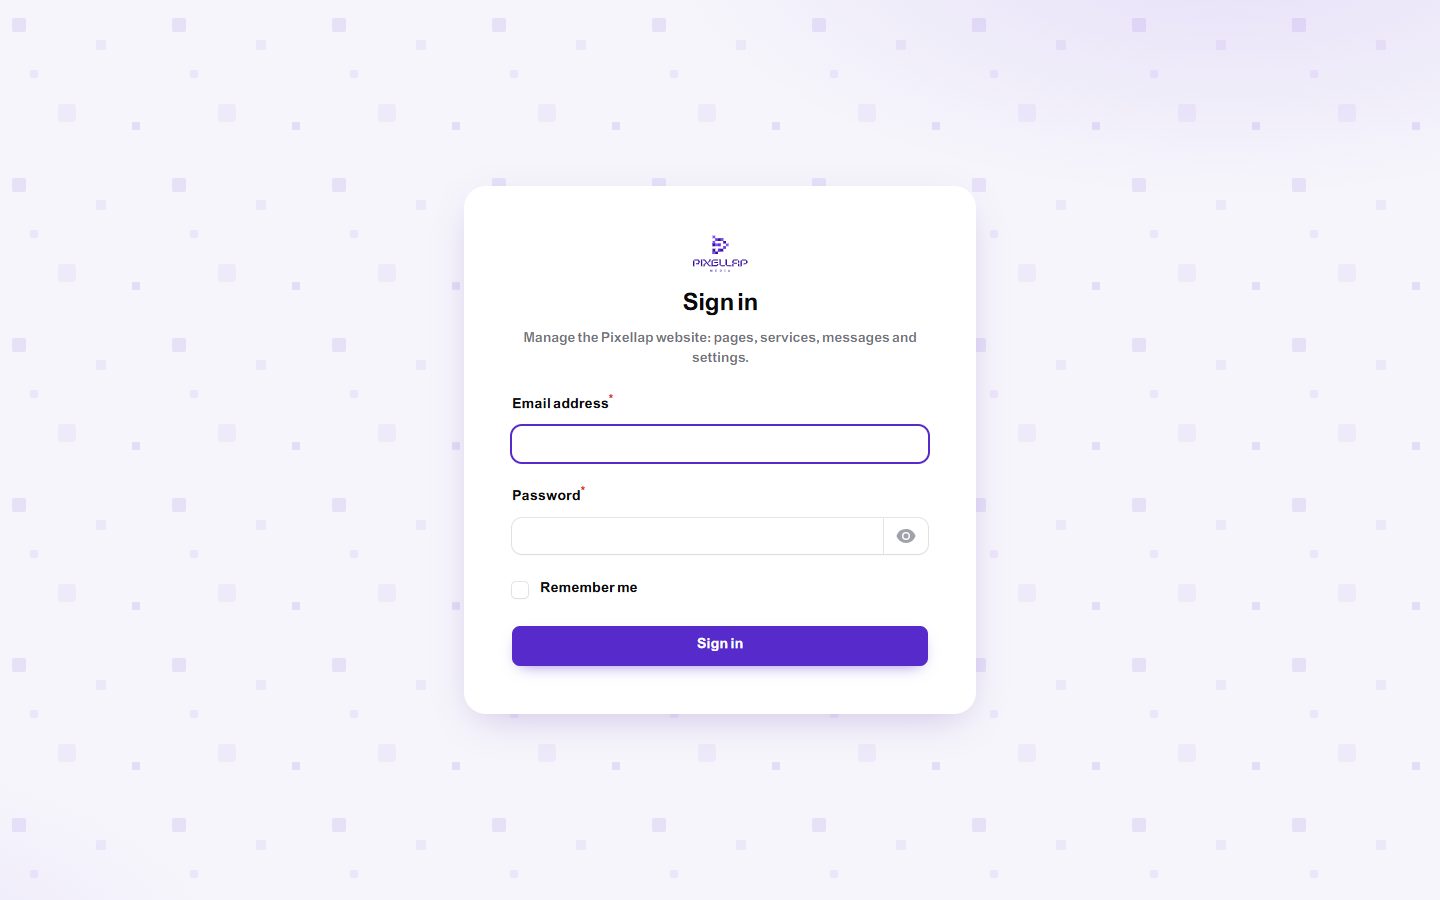 PIXELLAP
MEDIA
Sign in
Manage the Pixellap website: pages, services, messages and
settings.
Email address*
Password*
Remember me
Sign in